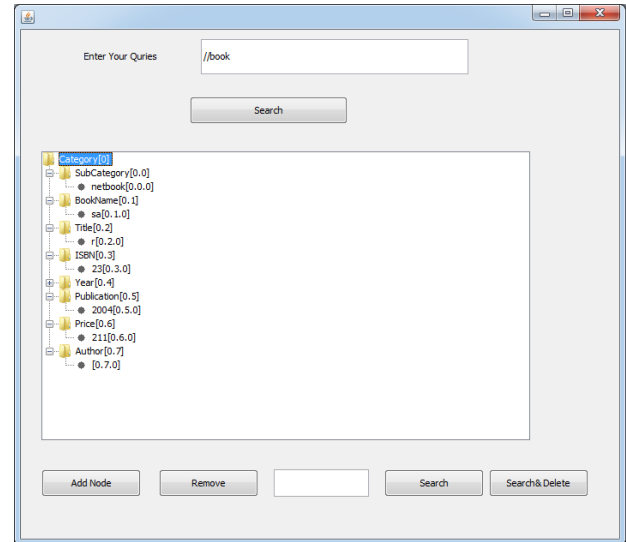 Enter Your Quries
//book
Search
Category[0]
SubCategory[0.0]
netbook[0.0.0]
BookName[0.1]
sa[0.1.0]
Title[0.2]
r[0.2.0]
ISBN[0.3]
23[0.3.0]
Year[0.4]
Publication[0.5]
2004[0.5.0]
Price[0.6]
211[0.6.0]
Author[0.7]
[0.7.0]
Add Node Remove Search Search&Delete